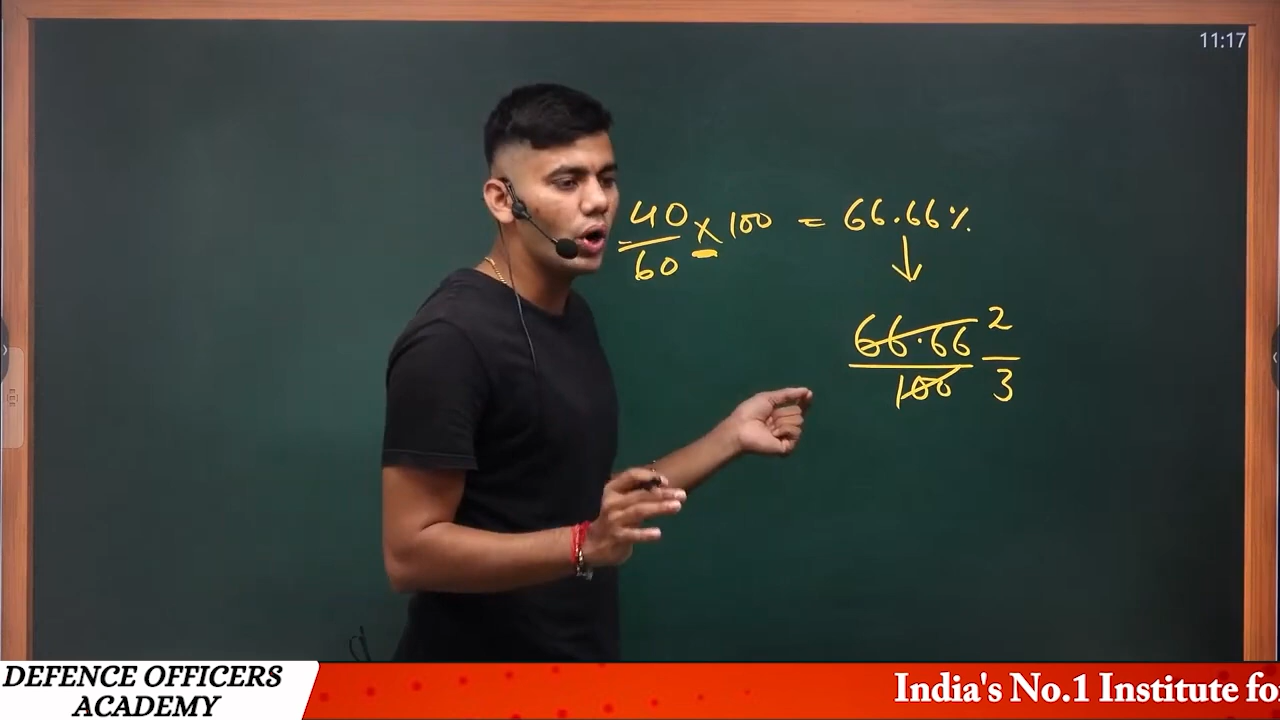 11:17
40/60 × 100 = 66.66%
↓
66.66/100 2/3
DEFENCE OFFICERS
ACADEMY
India's No.1 Institute fo